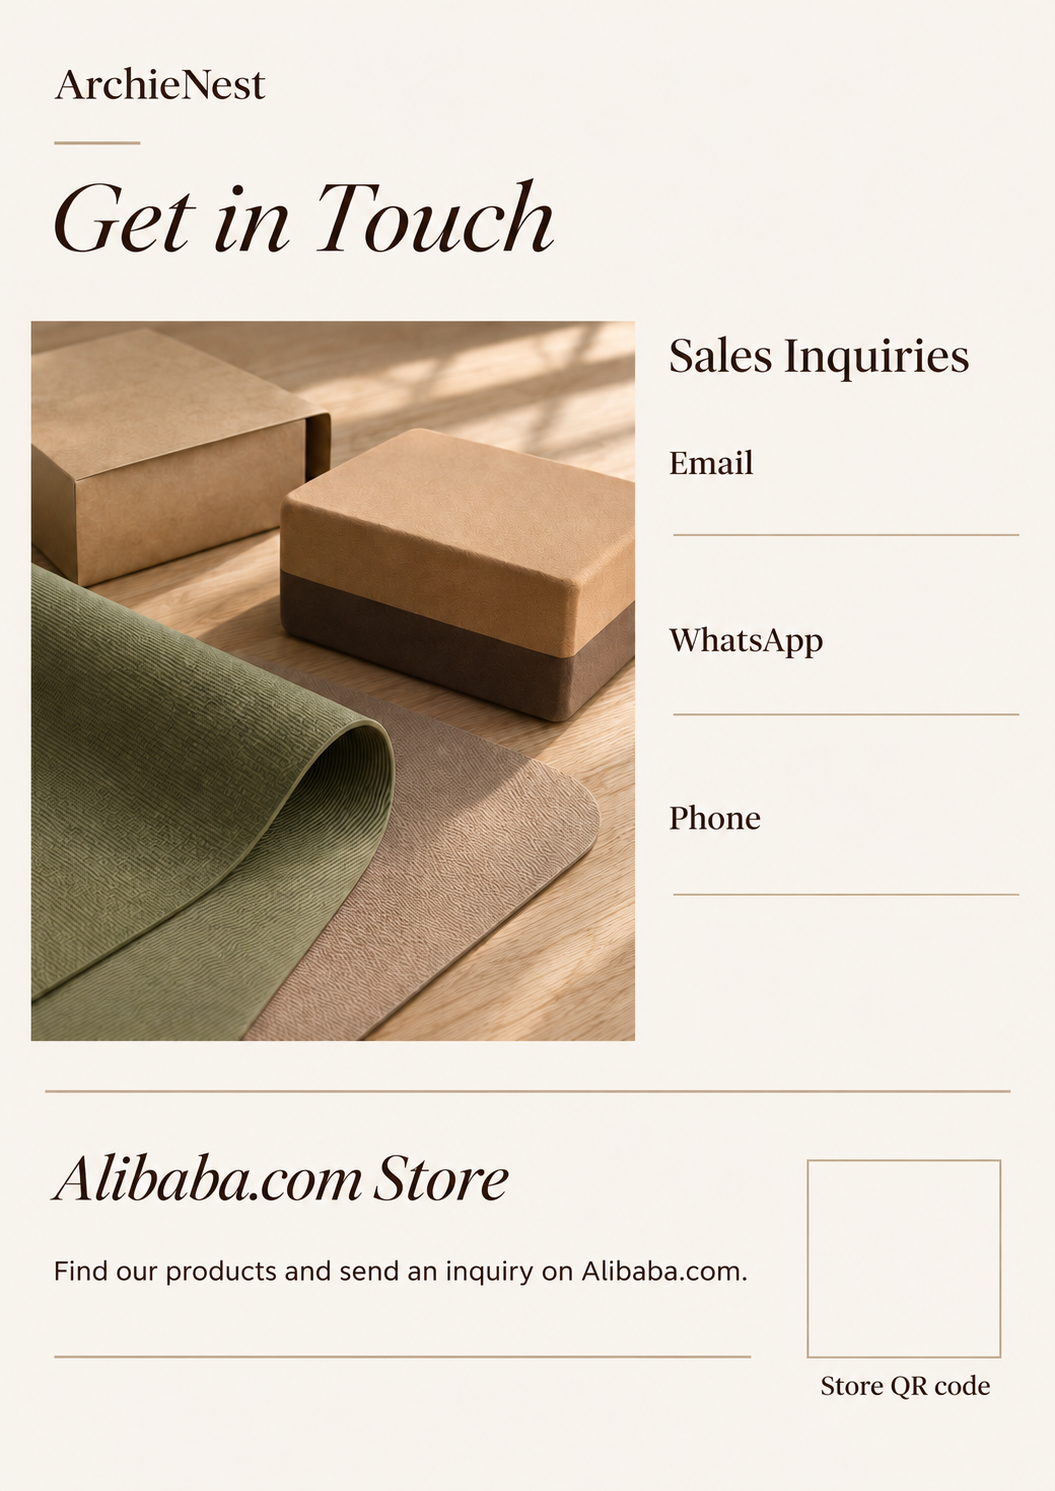 ArchieNest
Get in Touch
Sales Inquiries
Email
WhatsApp
Phone
Alibaba.com Store
Find our products and send an inquiry on Alibaba.com.
Store QR code